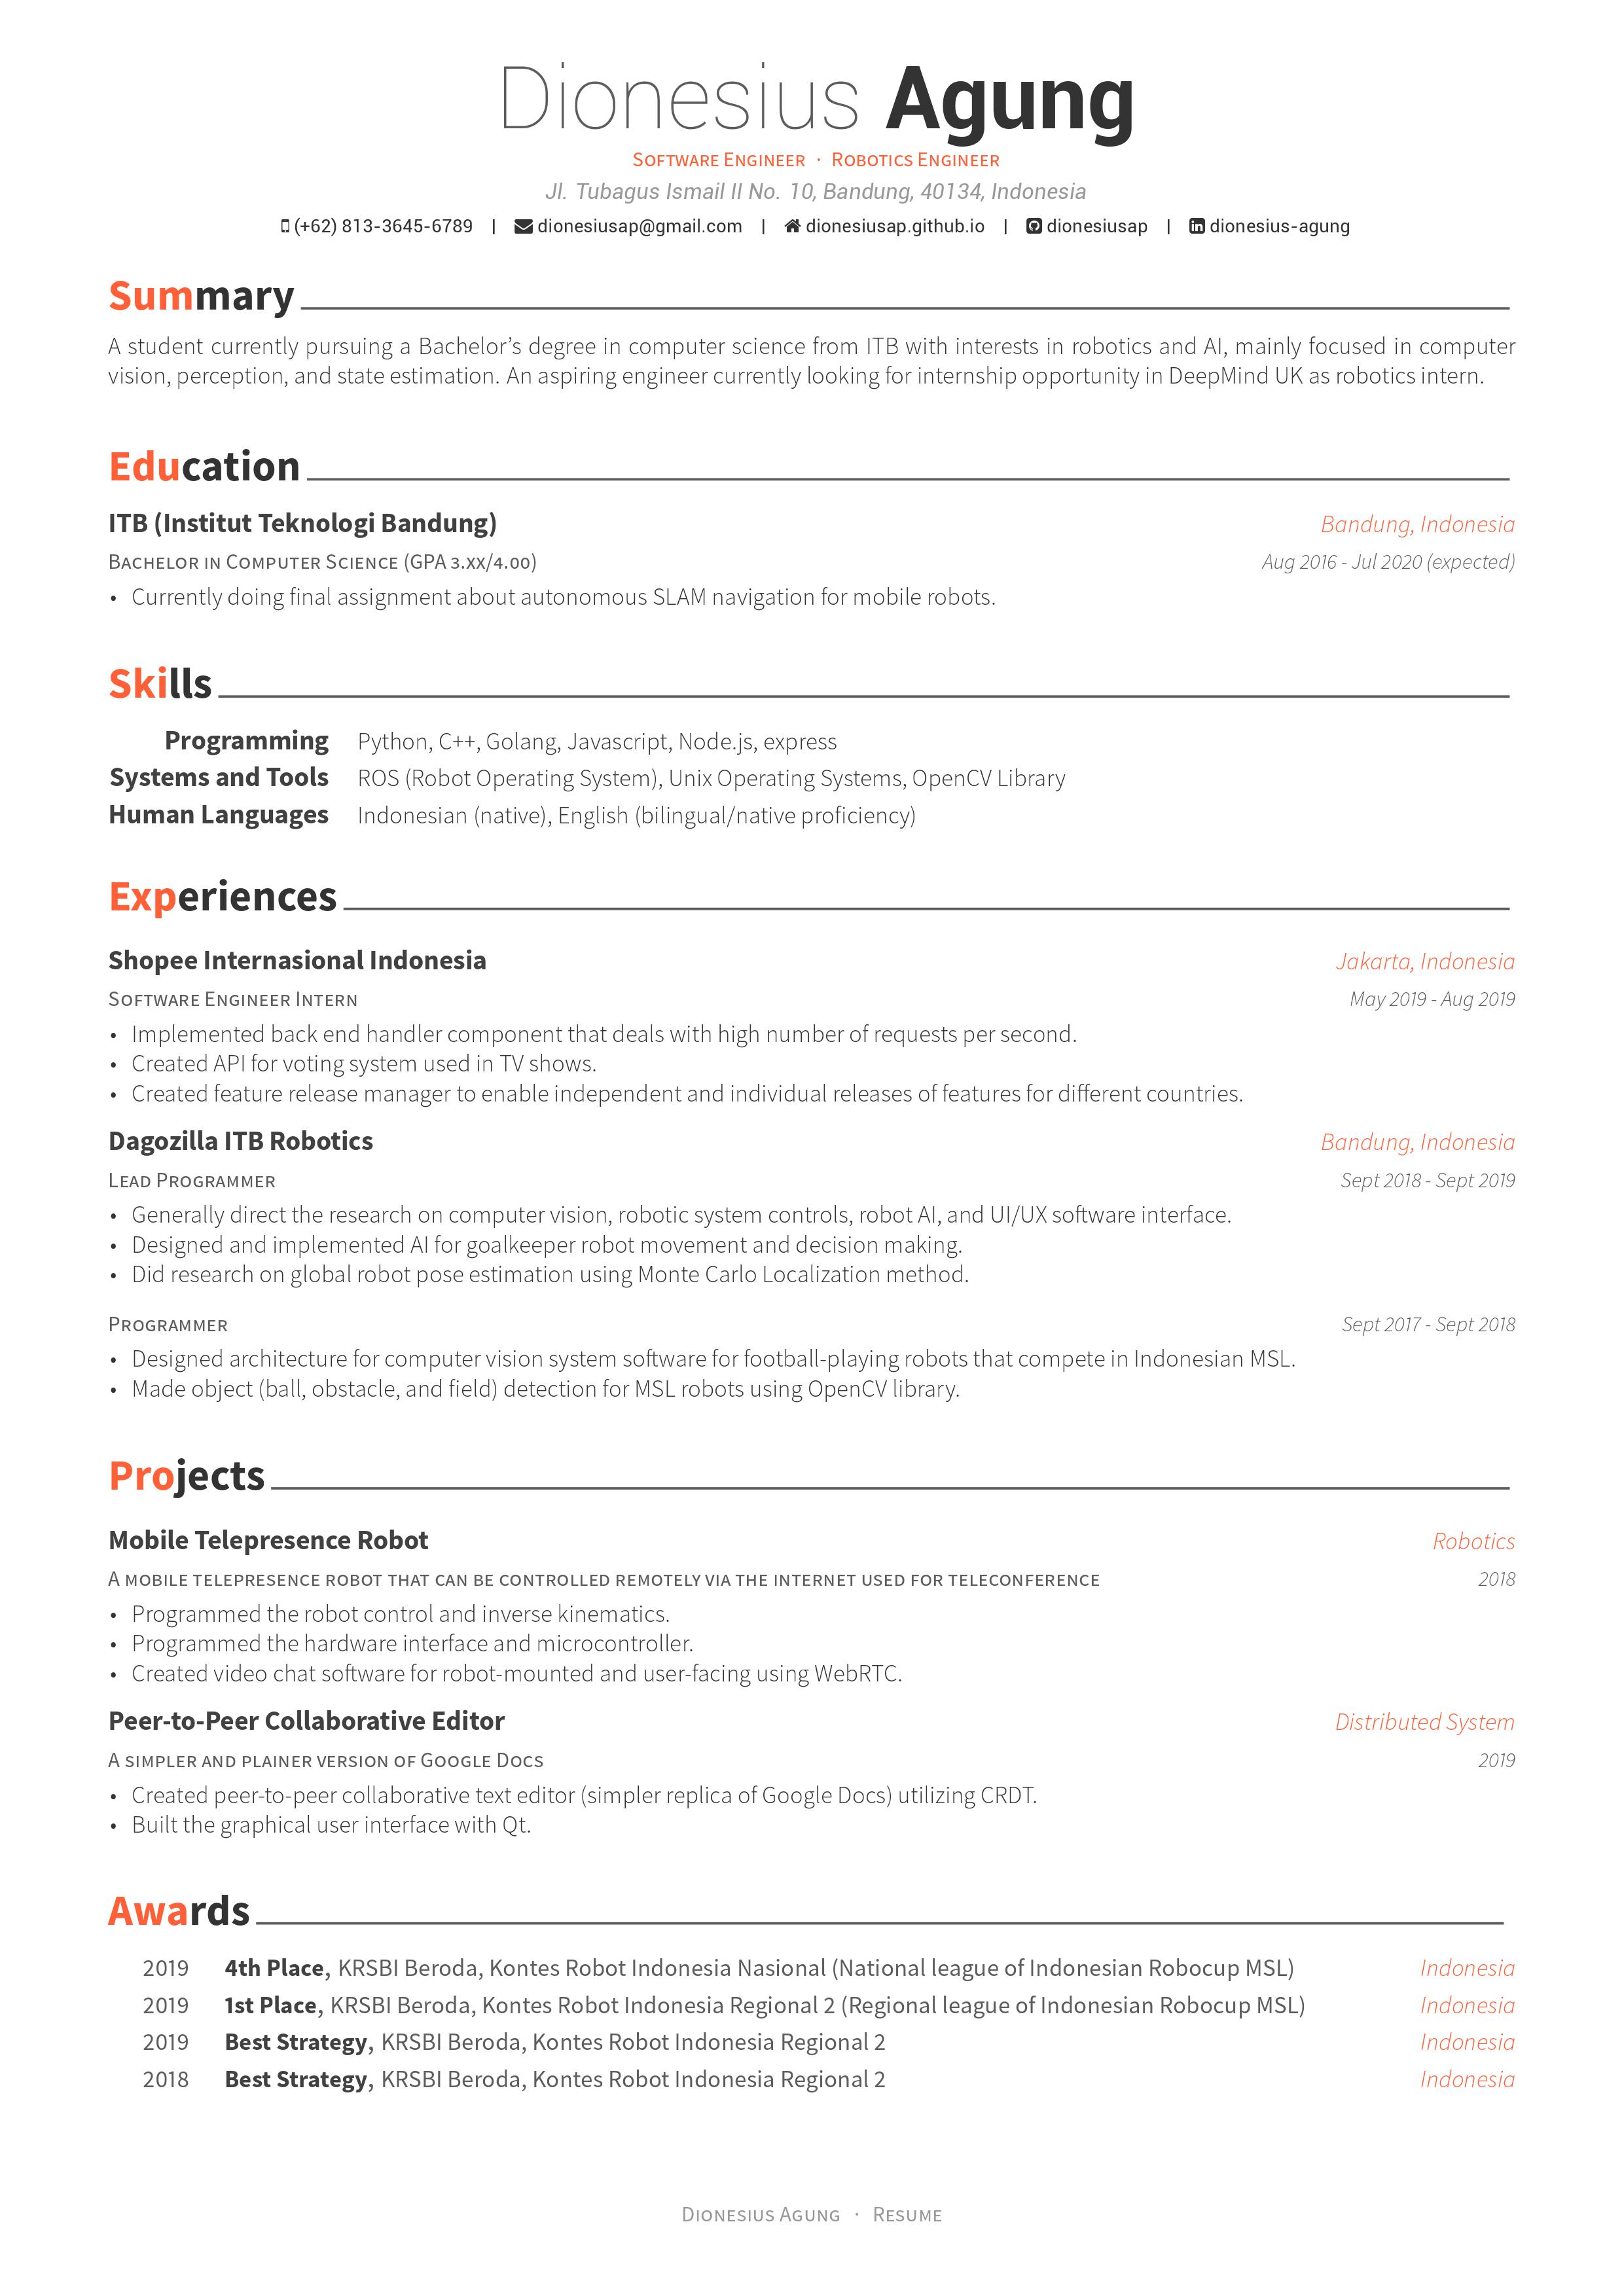 Dionesius Agung
Software Engineer · Robotics Engineer
Jl. Tubagus Ismail II No. 10, Bandung, 40134, Indonesia
(+62) 813-3645-6789 | dionesiusap@gmail.com | dionesiusap.github.io | dionesiusap | dionesius-agung
Summary
A student currently pursuing a Bachelor’s degree in computer science from ITB with interests in robotics and AI, mainly focused in computer
vision, perception, and state estimation. An aspiring engineer currently looking for internship opportunity in DeepMind UK as robotics intern.
Education
ITB (Institut Teknologi Bandung) Bandung, Indonesia
Bachelor in Computer Science (GPA 3.xx/4.00) Aug 2016 - Jul 2020 (expected)
• Currently doing final assignment about autonomous SLAM navigation for mobile robots.
Skills
Programming Python, C++, Golang, Javascript, Node.js, express
Systems and Tools ROS (Robot Operating System), Unix Operating Systems, OpenCV Library
Human Languages Indonesian (native), English (bilingual/native proficiency)
Experiences
Shopee Internasional Indonesia Jakarta, Indonesia
Software Engineer Intern May 2019 - Aug 2019
• Implemented back end handler component that deals with high number of requests per second.
• Created API for voting system used in TV shows.
• Created feature release manager to enable independent and individual releases of features for different countries.
Dagozilla ITB Robotics Bandung, Indonesia
Lead Programmer Sept 2018 - Sept 2019
• Generally direct the research on computer vision, robotic system controls, robot AI, and UI/UX software interface.
• Designed and implemented AI for goalkeeper robot movement and decision making.
• Did research on global robot pose estimation using Monte Carlo Localization method.
Programmer Sept 2017 - Sept 2018
• Designed architecture for computer vision system software for football-playing robots that compete in Indonesian MSL.
• Made object (ball, obstacle, and field) detection for MSL robots using OpenCV library.
Projects
Mobile Telepresence Robot Robotics
A mobile telepresence robot that can be controlled remotely via the internet used for teleconference 2018
• Programmed the robot control and inverse kinematics.
• Programmed the hardware interface and microcontroller.
• Created video chat software for robot-mounted and user-facing using WebRTC.
Peer-to-Peer Collaborative Editor Distributed System
A simpler and plainer version of Google Docs 2019
• Created peer-to-peer collaborative text editor (simpler replica of Google Docs) utilizing CRDT.
• Built the graphical user interface with Qt.
Awards
2019 4th Place, KRSBI Beroda, Kontes Robot Indonesia Nasional (National league of Indonesian Robocup MSL) Indonesia
2019 1st Place, KRSBI Beroda, Kontes Robot Indonesia Regional 2 (Regional league of Indonesian Robocup MSL) Indonesia
2019 Best Strategy, KRSBI Beroda, Kontes Robot Indonesia Regional 2 Indonesia
2018 Best Strategy, KRSBI Beroda, Kontes Robot Indonesia Regional 2 Indonesia
Dionesius Agung · Resume